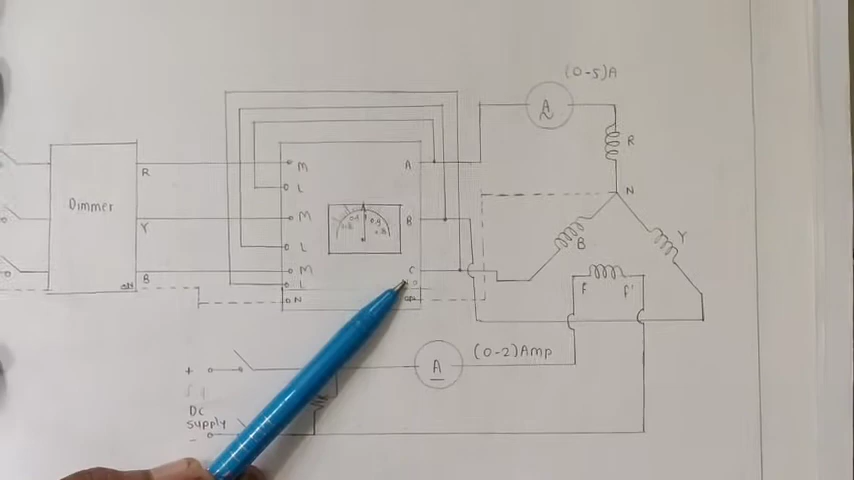 (0-5)A
A
R
Dimmer
R
Y
B
M
L
M
L
M
L
N
A
B
C
N
B
Y
F
F'
(0-2)Amp
A
+
DC
supply
-